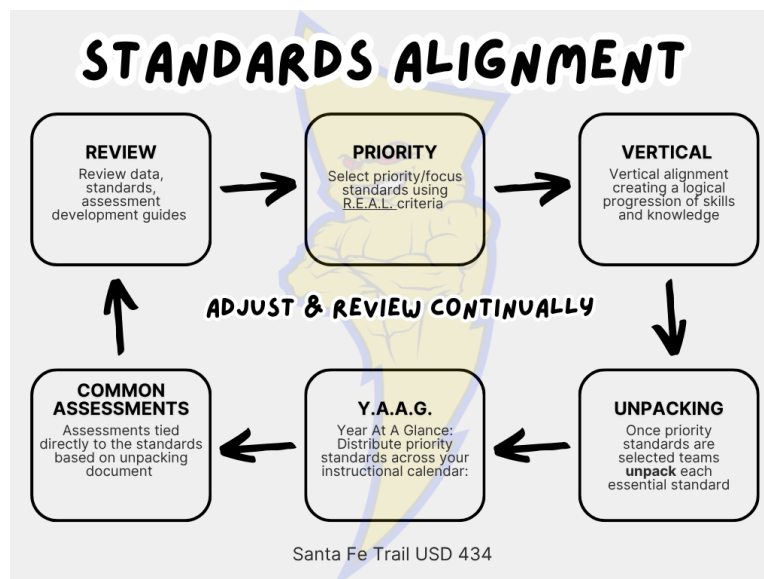 STANDARDS ALIGNMENT
REVIEW
Review data,
standards,
assessment
development guides
PRIORITY
Select priority/focus
standards using
R.E.A.L. criteria
VERTICAL
Vertical alignment
creating a logical
progression of skills
and knowledge
ADJUST & REVIEW CONTINUALLY
COMMON
ASSESSMENTS
Assessments tied
directly to the standards
based on unpacking
document
Y.A.A.G.
Year At A Glance:
Distribute priority
standards across your
instructional calendar:
UNPACKING
Once priority
standards are
selected teams
unpack each
essential standard
Santa Fe Trail USD 434